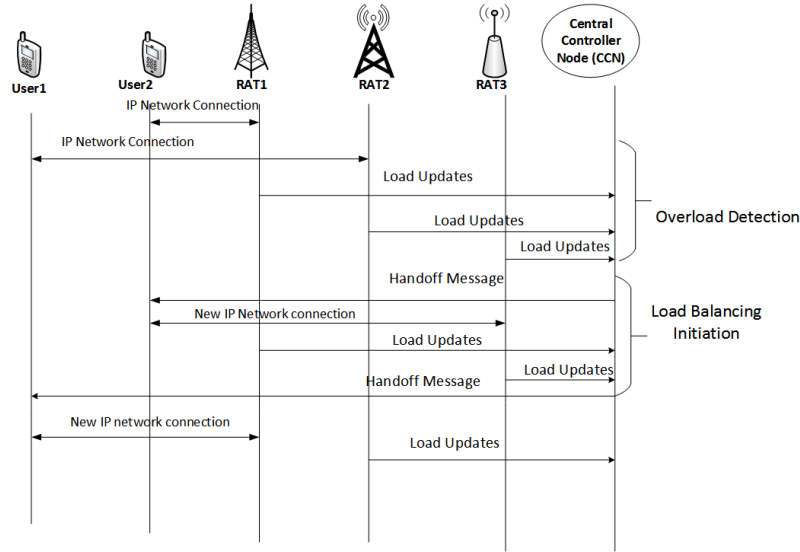 Central
Controller
Node (CCN)
User1
User2
RAT1
RAT2
RAT3
IP Network Connection
IP Network Connection
Load Updates
Load Updates
Overload Detection
Load Updates
Handoff Message
New IP Network connection
Load Balancing
Initiation
Load Updates
Load Updates
Handoff Message
New IP network connection
Load Updates